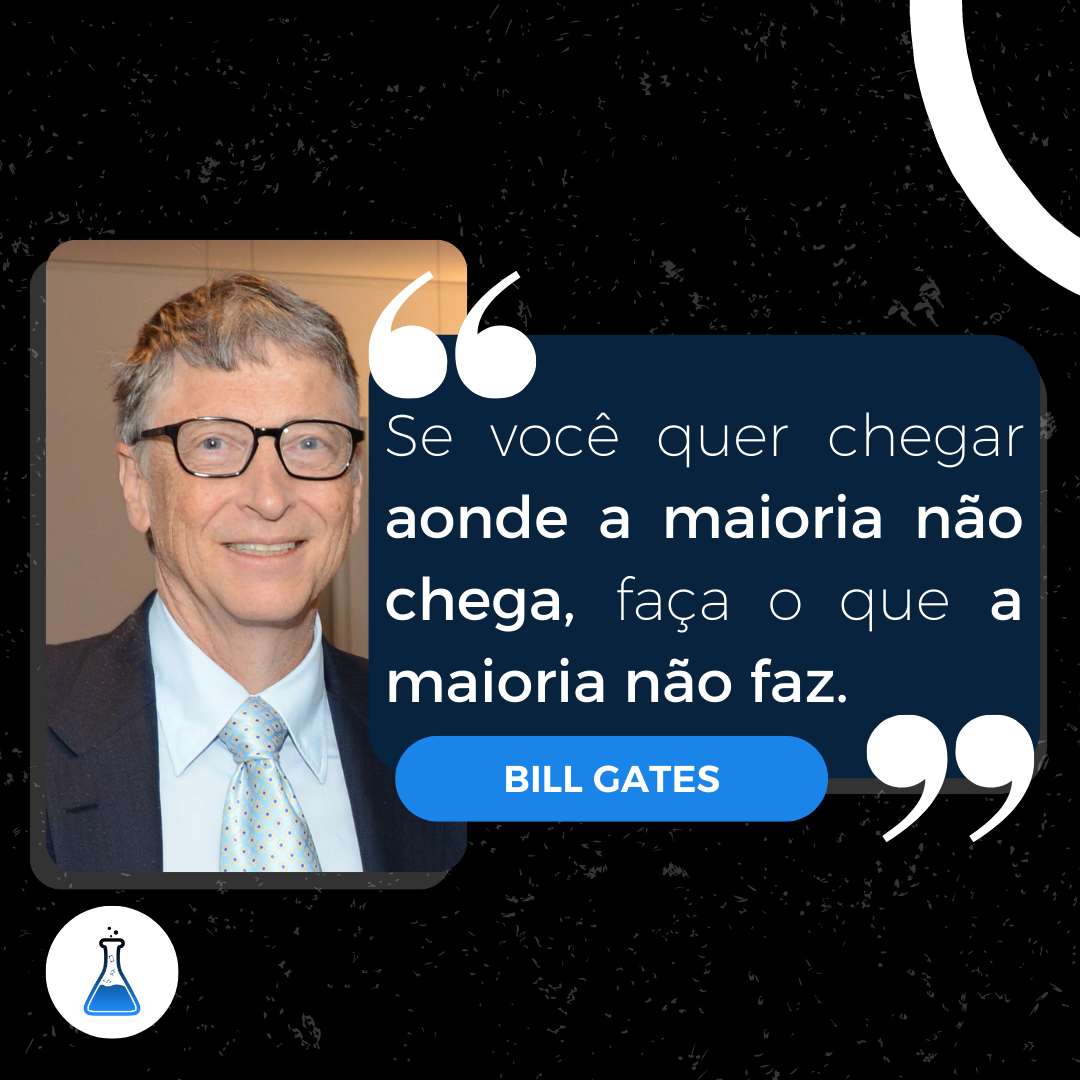 Se você quer chegar
aonde a maioria não
chega, faça o que a
maioria não faz.
BILL GATES